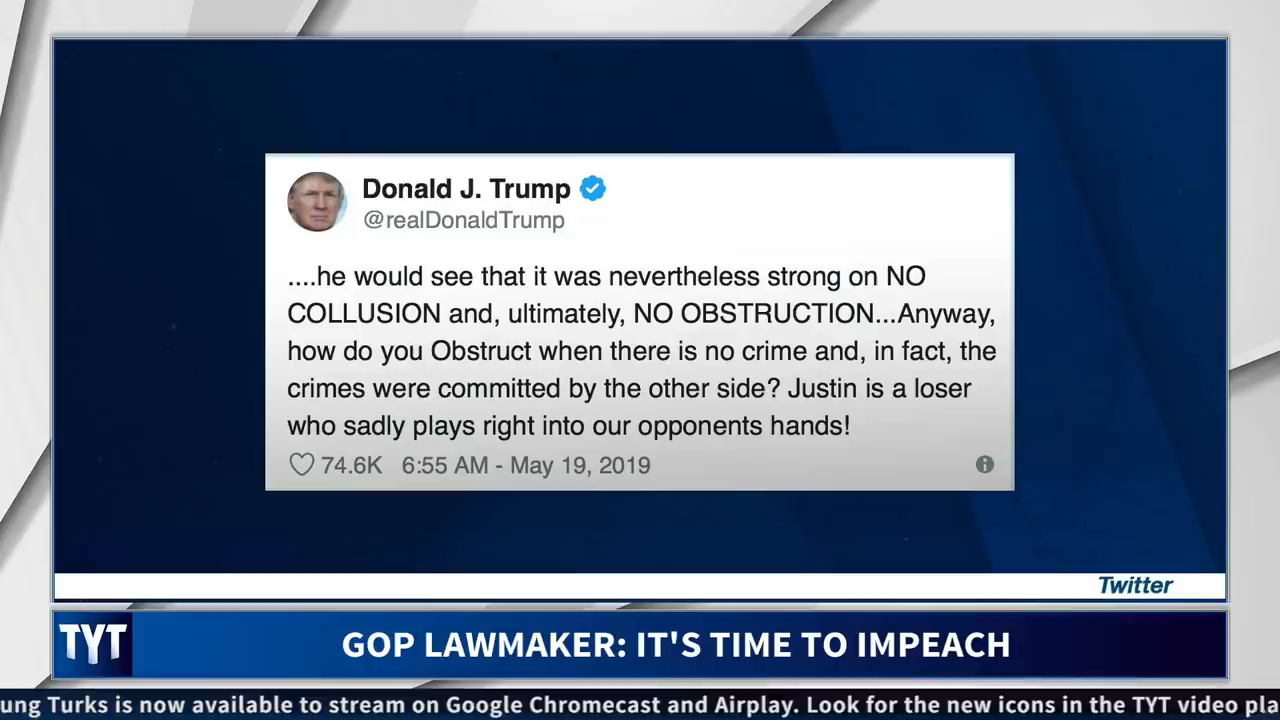 Donald J. Trump
@realDonaldTrump
....he would see that it was nevertheless strong on NO
COLLUSION and, ultimately, NO OBSTRUCTION...Anyway,
how do you Obstruct when there is no crime and, in fact, the
crimes were committed by the other side? Justin is a loser
who sadly plays right into our opponents hands!
74.6K 6:55 AM - May 19, 2019
Twitter
TYT
GOP LAWMAKER: IT'S TIME TO IMPEACH
ung Turks is now available to stream on Google Chromecast and Airplay. Look for the new icons in the TYT video pla